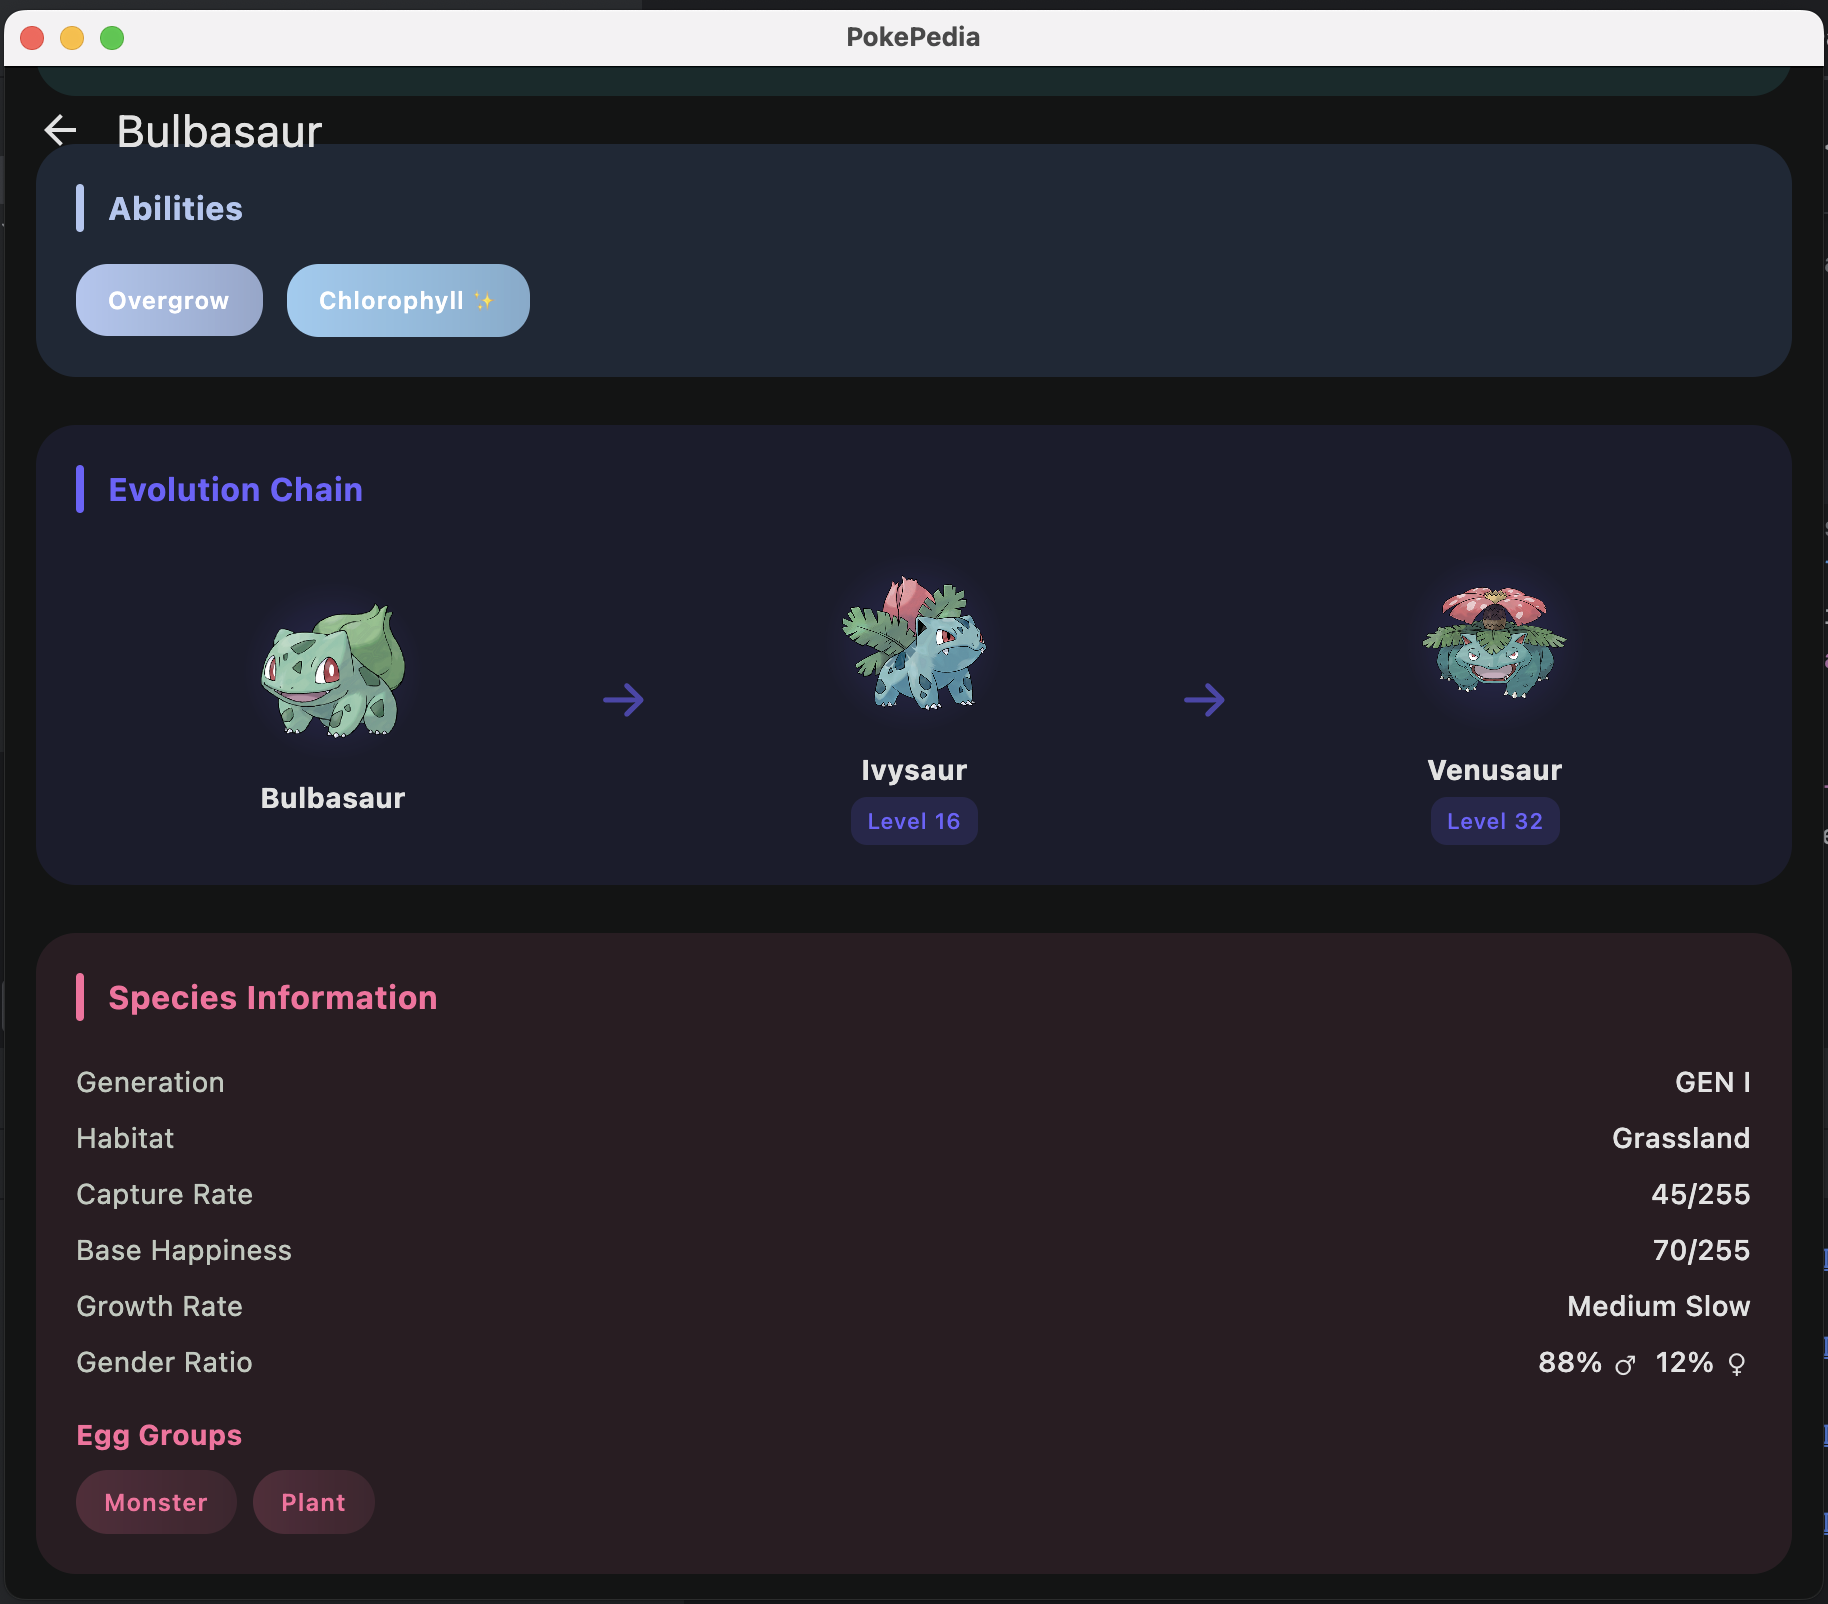 PokePedia
Bulbasaur
Abilities
Overgrow
Chlorophyll ✨
Evolution Chain
Bulbasaur
Ivysaur
Level 16
Venusaur
Level 32
Species Information
Generation GEN I
Habitat Grassland
Capture Rate 45/255
Base Happiness 70/255
Growth Rate Medium Slow
Gender Ratio 88% ♂ 12% ♀
Egg Groups
Monster
Plant